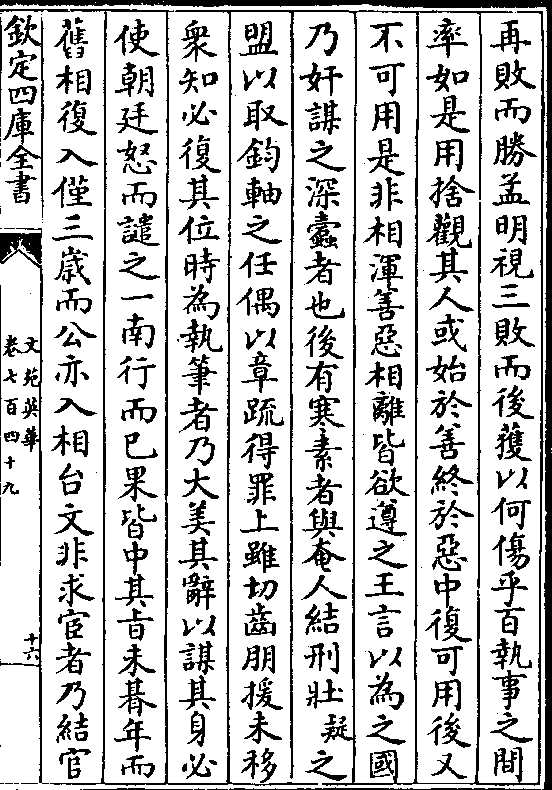 再敗而勝孟明視三敗而後獲以何傷乎百執事之間
率如是用捨觀其人或始於善終於惡中復可用後又
不可用是非相渾善惡相離皆欲遵之王言以為之國
乃奸謀之深蠹者也後有寒素者與奄人結刑壯疑之
盟以取鈞軸之任偶以章疏得罪上雖切齒朋援未移
衆知必復其位時為執筆者乃大美其辭以謀其身必
使朝廷怒而譴之一南行而已果皆中其旨未朞年而
舊相復入僅三歲而公亦入相台文非求宦者乃結官
欽定四庫全書
文苑英華
卷七百四十九
十六